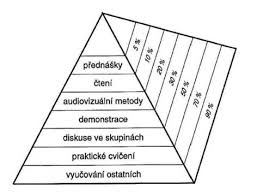 přednášky
čtení
audiovizuální metody
demonstrace
diskuse ve skupinách
praktické cvičení
vyučování ostatních
5 %
10 %
20 %
30 %
50 %
70 %
90 %